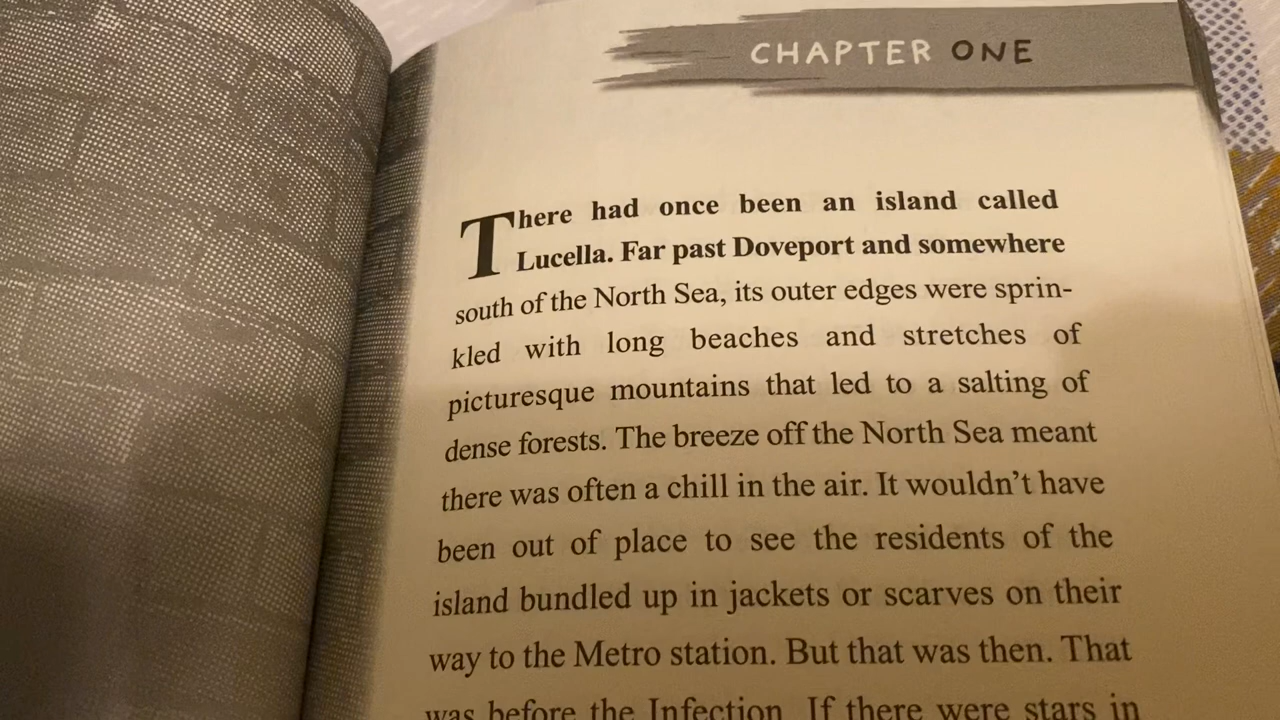 CHAPTER ONE
There had once been an island called
Lucella. Far past Doveport and somewhere
south of the North Sea, its outer edges were sprin-
kled with long beaches and stretches of
picturesque mountains that led to a salting of
dense forests. The breeze off the North Sea meant
there was often a chill in the air. It wouldn’t have
been out of place to see the residents of the
island bundled up in jackets or scarves on their
way to the Metro station. But that was then. That
was before the Infection. If there were stars in